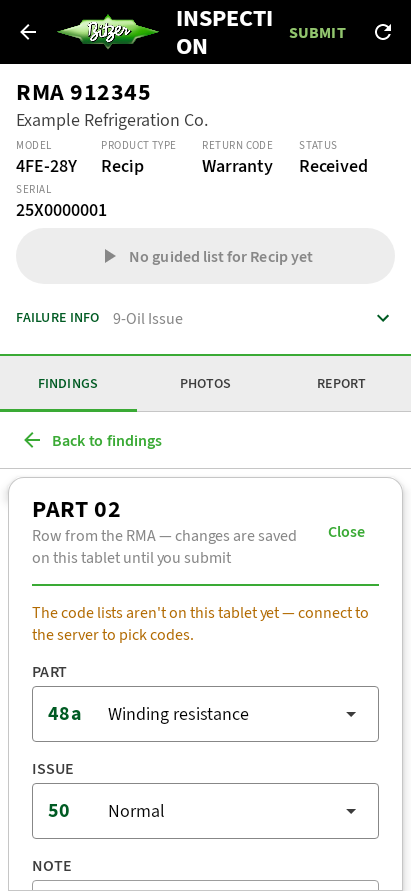 Bitzer
INSPECTI
ON
SUBMIT
RMA 912345
Example Refrigeration Co.
MODEL PRODUCT TYPE RETURN CODE STATUS
4FE-28Y Recip Warranty Received
SERIAL
25X0000001
No guided list for Recip yet
FAILURE INFO 9-Oil Issue
FINDINGS PHOTOS REPORT
Back to findings
PART 02
Row from the RMA — changes are saved
on this tablet until you submit
Close
The code lists aren't on this tablet yet — connect to
the server to pick codes.
PART
48a Winding resistance
ISSUE
50 Normal
NOTE